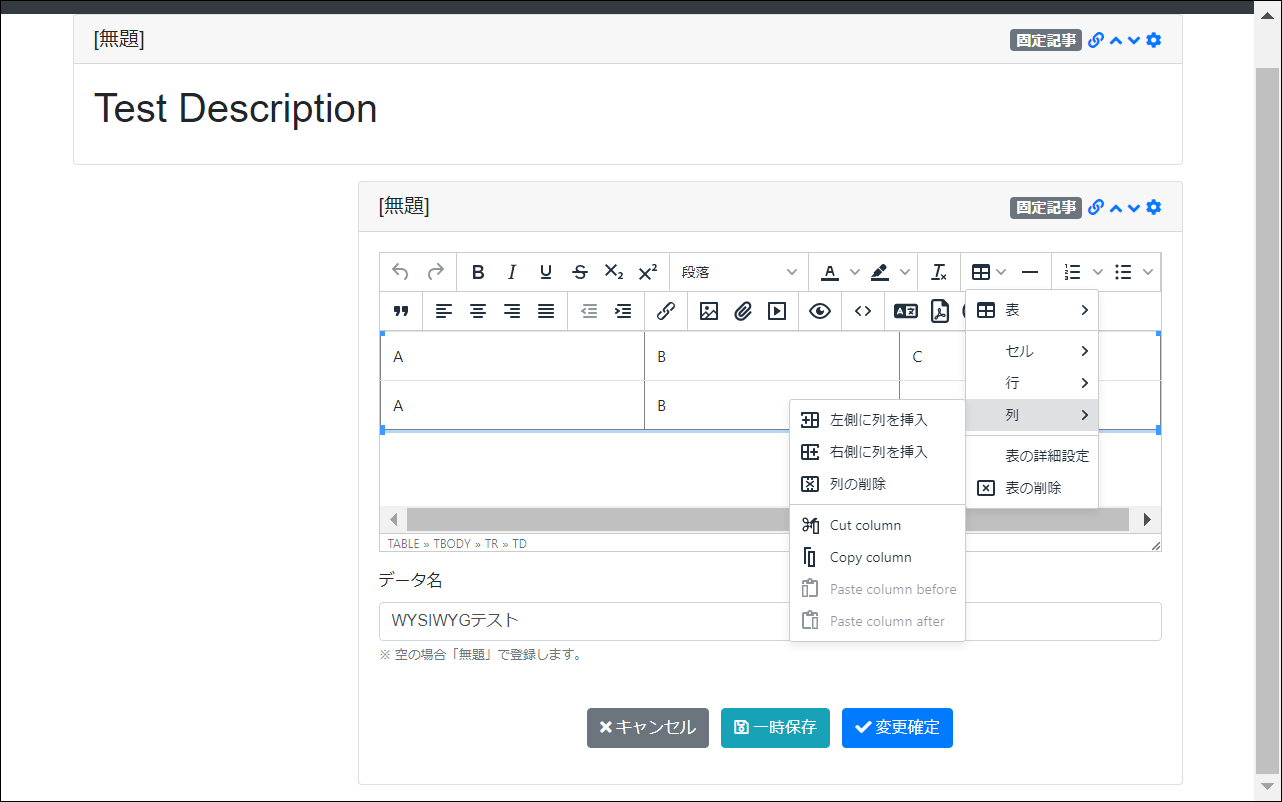 [無題]
固定記事
Test Description
[無題]
固定記事
B I U S X₂ X²
段落
A
表
A B C
セル
行
A B
列
左側に列を挿入
右側に列を挿入
列の削除
表の詳細設定
表の削除
Cut column
Copy column
Paste column before
Paste column after
TABLE » TBODY » TR » TD
データ名
WYSIWYGテスト
※ 空の場合「無題」で登録します。
キャンセル
一時保存
変更確定